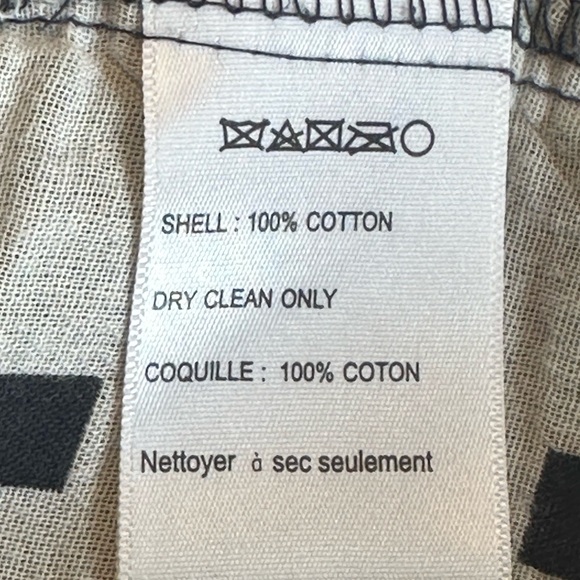 SHELL : 100% COTTON
DRY CLEAN ONLY
COQUILLE : 100% COTON
Nettoyer à sec seulement